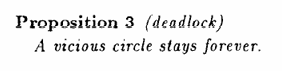 Proposition 3 (deadlock)
A vicious circle stays forever.